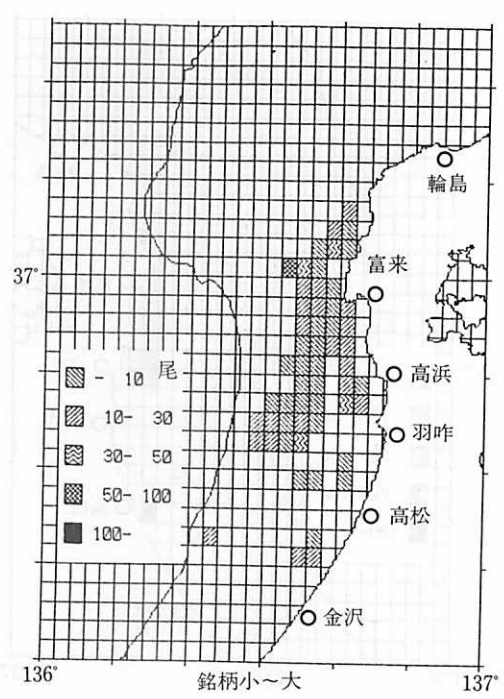 輪島
富来
37°
尾
- 10
高浜
10- 30
羽咋
30- 50
50- 100
高松
100-
金沢
136°
137°
銘柄小〜大